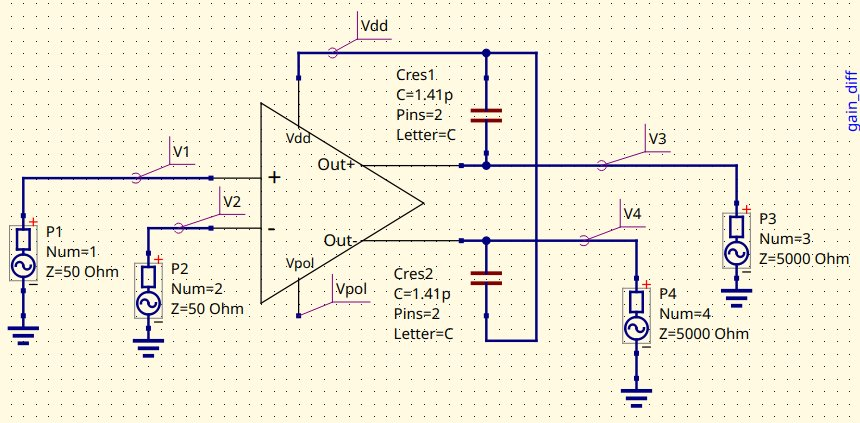 Vdd
gain_diff
Cres1
C=1.41p
Pins=2
Letter=C
Vdd
V1
V3
Out+
+
V2
V4
-
Out-
P1
Num=1
Z=50 Ohm
+
-
P2
Num=2
Z=50 Ohm
+
-
Vpol
Vpol
Cres2
C=1.41p
Pins=2
Letter=C
P3
Num=3
Z=5000 Ohm
+
-
P4
Num=4
Z=5000 Ohm
+
-